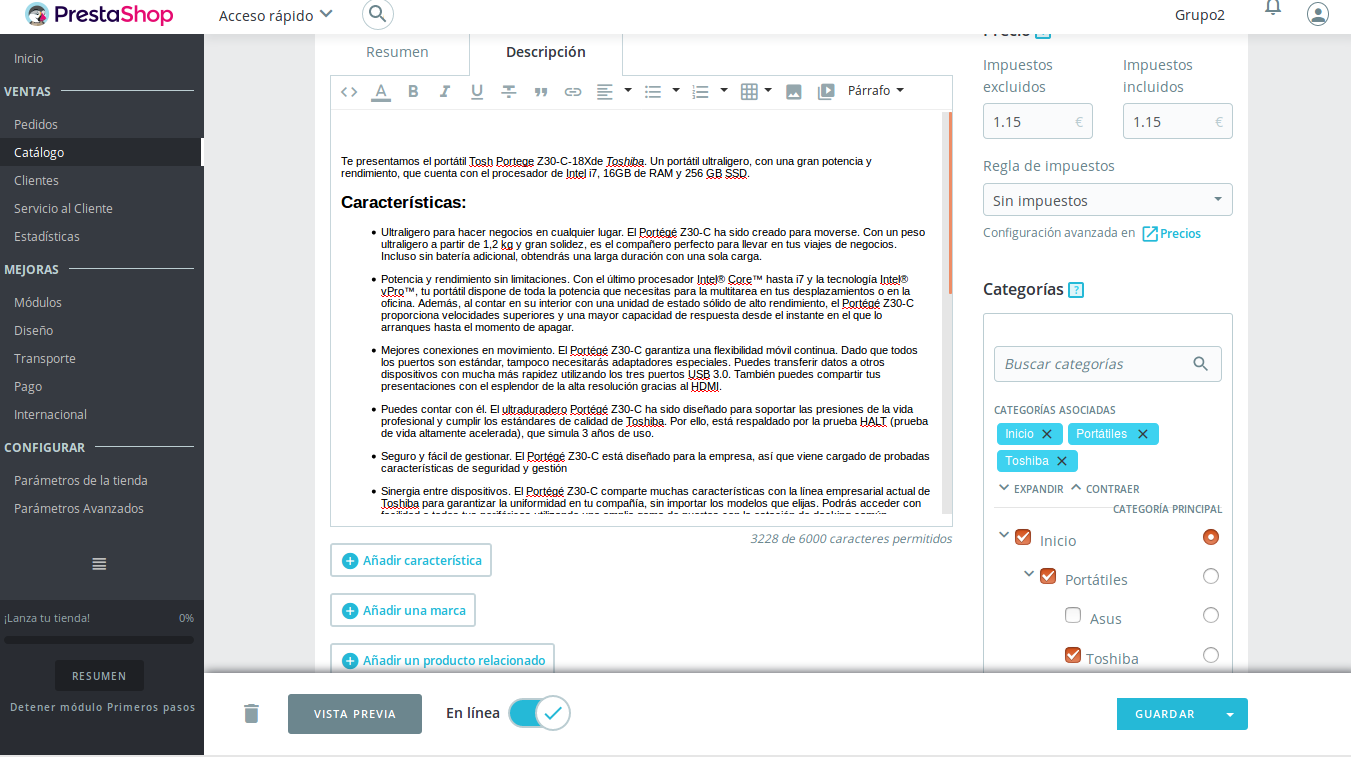 PrestaShop
Acceso rápido
Grupo2
Inicio
VENTAS
Pedidos
Catálogo
Clientes
Servicio al Cliente
Estadísticas
MEJORAS
Módulos
Diseño
Transporte
Pago
Internacional
CONFIGURAR
Parámetros de la tienda
Parámetros Avanzados
¡Lanza tu tienda! 0%
RESUMEN
Detener módulo Primeros pasos
Resumen Descripción
Párrafo
Te presentamos el portátil Tosh Portege Z30-C-18Xde Toshiba. Un portátil ultraligero, con una gran potencia y
rendimiento, que cuenta con el procesador de Intel i7, 16GB de RAM y 256 GB SSD.
Características:
Ultraligero para hacer negocios en cualquier lugar. El Portégé Z30-C ha sido creado para moverse. Con un peso
ultraligero a partir de 1,2 kg y gran solidez, es el compañero perfecto para llevar en tus viajes de negocios.
Incluso sin batería adicional, obtendrás una larga duración con una sola carga.
Potencia y rendimiento sin limitaciones. Con el último procesador Intel® Core™ hasta i7 y la tecnología Intel®
vPro™, tu portátil dispone de toda la potencia que necesitas para la multitarea en tus desplazamientos o en la
oficina. Además, al contar en su interior con una unidad de estado sólido de alto rendimiento, el Portégé Z30-C
proporciona velocidades superiores y una mayor capacidad de respuesta desde el instante en el que lo
arranques hasta el momento de apagar.
Mejores conexiones en movimiento. El Portégé Z30-C garantiza una flexibilidad móvil continua. Dado que todos
los puertos son estándar, tampoco necesitarás adaptadores especiales. Puedes transferir datos a otros
dispositivos con mucha más rapidez utilizando los tres puertos USB 3.0. También puedes compartir tus
presentaciones con el esplendor de la alta resolución gracias al HDMI.
Puedes contar con él. El ultraduradero Portégé Z30-C ha sido diseñado para soportar las presiones de la vida
profesional y cumplir los estándares de calidad de Toshiba. Por ello, está respaldado por la prueba HALT (prueba
de vida altamente acelerada), que simula 3 años de uso.
Seguro y fácil de gestionar. El Portégé Z30-C está diseñado para la empresa, así que viene cargado de probadas
características de seguridad y gestión
Sinergia entre dispositivos. El Portégé Z30-C comparte muchas características con la línea empresarial actual de
Toshiba para garantizar la uniformidad en tu compañía, sin importar los modelos que elijas. Podrás acceder con
3228 de 6000 caracteres permitidos
Añadir característica
Añadir una marca
Añadir un producto relacionado
Precio ?
Impuestos
excluidos
Impuestos
incluidos
1.15 €
1.15 €
Regla de impuestos
Sin impuestos
Configuración avanzada en Precios
Categorías ?
Buscar categorías
CATEGORÍAS ASOCIADAS
Inicio Portátiles
Toshiba
EXPANDIR CONTRAER
CATEGORÍA PRINCIPAL
Inicio
Portátiles
Asus
Toshiba
VISTA PREVIA
En línea
GUARDAR